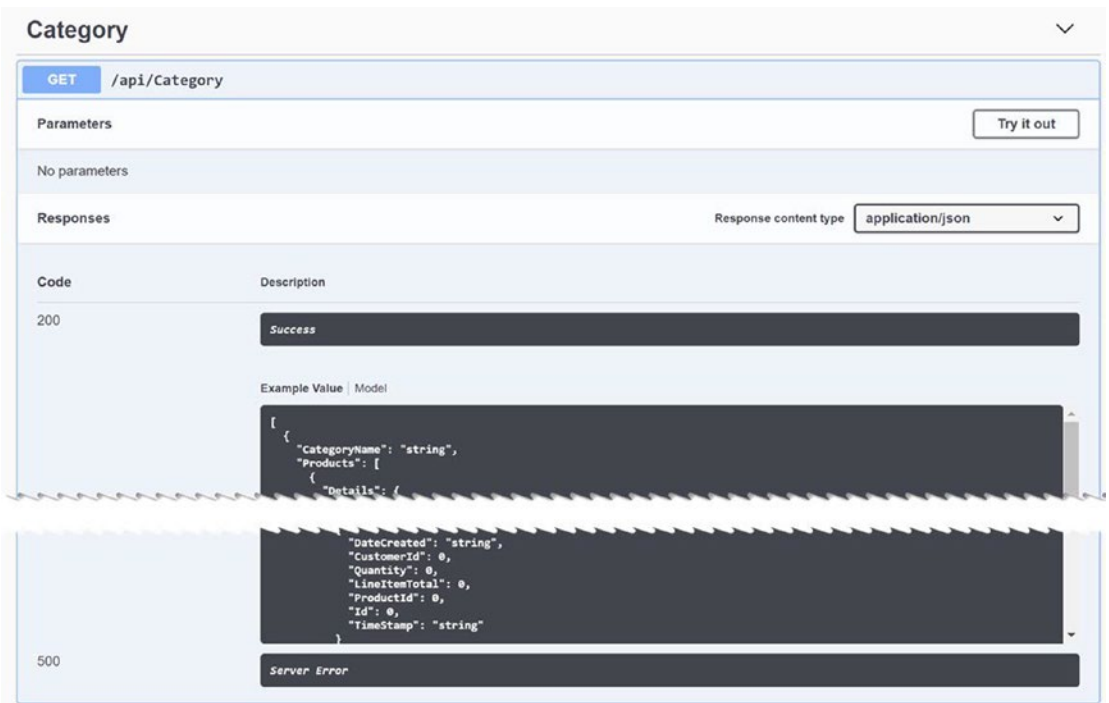 Category
GET /api/Category
Parameters Try it out
No parameters
Responses Response content type application/json
Code Description
200 Success
Example Value | Model
[
{
"CategoryName": "string",
"Products": [
{
"Details": {
"DateCreated": "string",
"CustomerId": 0,
"Quantity": 0,
"LineItemTotal": 0,
"ProductId": 0,
"Id": 0,
"TimeStamp": "string"
}
500 Server Error